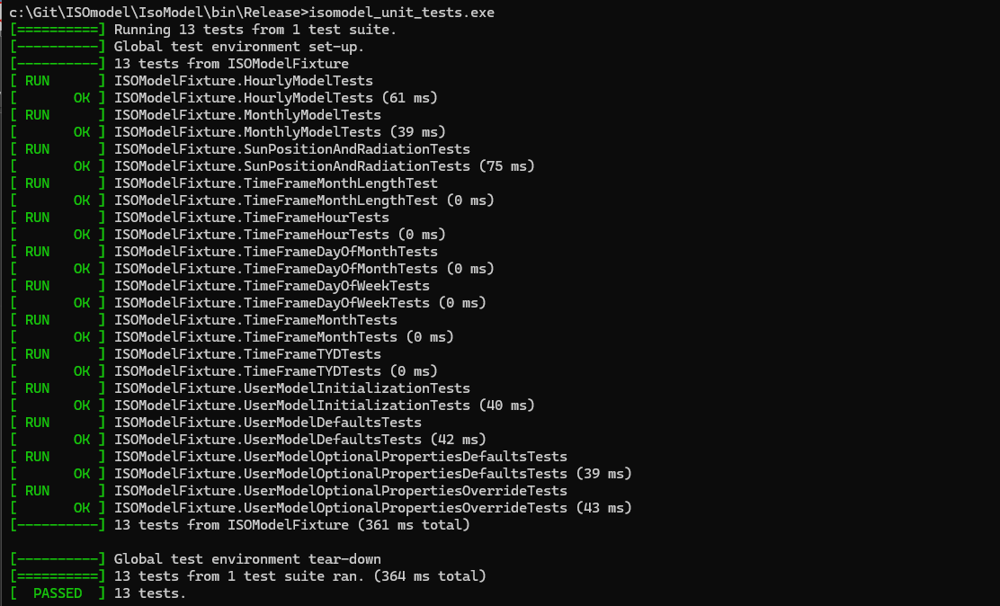 c:\Git\ISOmodel\IsoModel\bin\Release>isomodel_unit_tests.exe
[==========] Running 13 tests from 1 test suite.
[----------] Global test environment set-up.
[----------] 13 tests from ISOModelFixture
[ RUN      ] ISOModelFixture.HourlyModelTests
[       OK ] ISOModelFixture.HourlyModelTests (61 ms)
[ RUN      ] ISOModelFixture.MonthlyModelTests
[       OK ] ISOModelFixture.MonthlyModelTests (39 ms)
[ RUN      ] ISOModelFixture.SunPositionAndRadiationTests
[       OK ] ISOModelFixture.SunPositionAndRadiationTests (75 ms)
[ RUN      ] ISOModelFixture.TimeFrameMonthLengthTest
[       OK ] ISOModelFixture.TimeFrameMonthLengthTest (0 ms)
[ RUN      ] ISOModelFixture.TimeFrameHourTests
[       OK ] ISOModelFixture.TimeFrameHourTests (0 ms)
[ RUN      ] ISOModelFixture.TimeFrameDayOfMonthTests
[       OK ] ISOModelFixture.TimeFrameDayOfMonthTests (0 ms)
[ RUN      ] ISOModelFixture.TimeFrameDayOfWeekTests
[       OK ] ISOModelFixture.TimeFrameDayOfWeekTests (0 ms)
[ RUN      ] ISOModelFixture.TimeFrameMonthTests
[       OK ] ISOModelFixture.TimeFrameMonthTests (0 ms)
[ RUN      ] ISOModelFixture.TimeFrameTYDTests
[       OK ] ISOModelFixture.TimeFrameTYDTests (0 ms)
[ RUN      ] ISOModelFixture.UserModelInitializationTests
[       OK ] ISOModelFixture.UserModelInitializationTests (40 ms)
[ RUN      ] ISOModelFixture.UserModelDefaultsTests
[       OK ] ISOModelFixture.UserModelDefaultsTests (42 ms)
[ RUN      ] ISOModelFixture.UserModelOptionalPropertiesDefaultsTests
[       OK ] ISOModelFixture.UserModelOptionalPropertiesDefaultsTests (39 ms)
[ RUN      ] ISOModelFixture.UserModelOptionalPropertiesOverrideTests
[       OK ] ISOModelFixture.UserModelOptionalPropertiesOverrideTests (43 ms)
[----------] 13 tests from ISOModelFixture (361 ms total)
[----------] Global test environment tear-down
[==========] 13 tests from 1 test suite ran. (364 ms total)
[  PASSED  ] 13 tests.